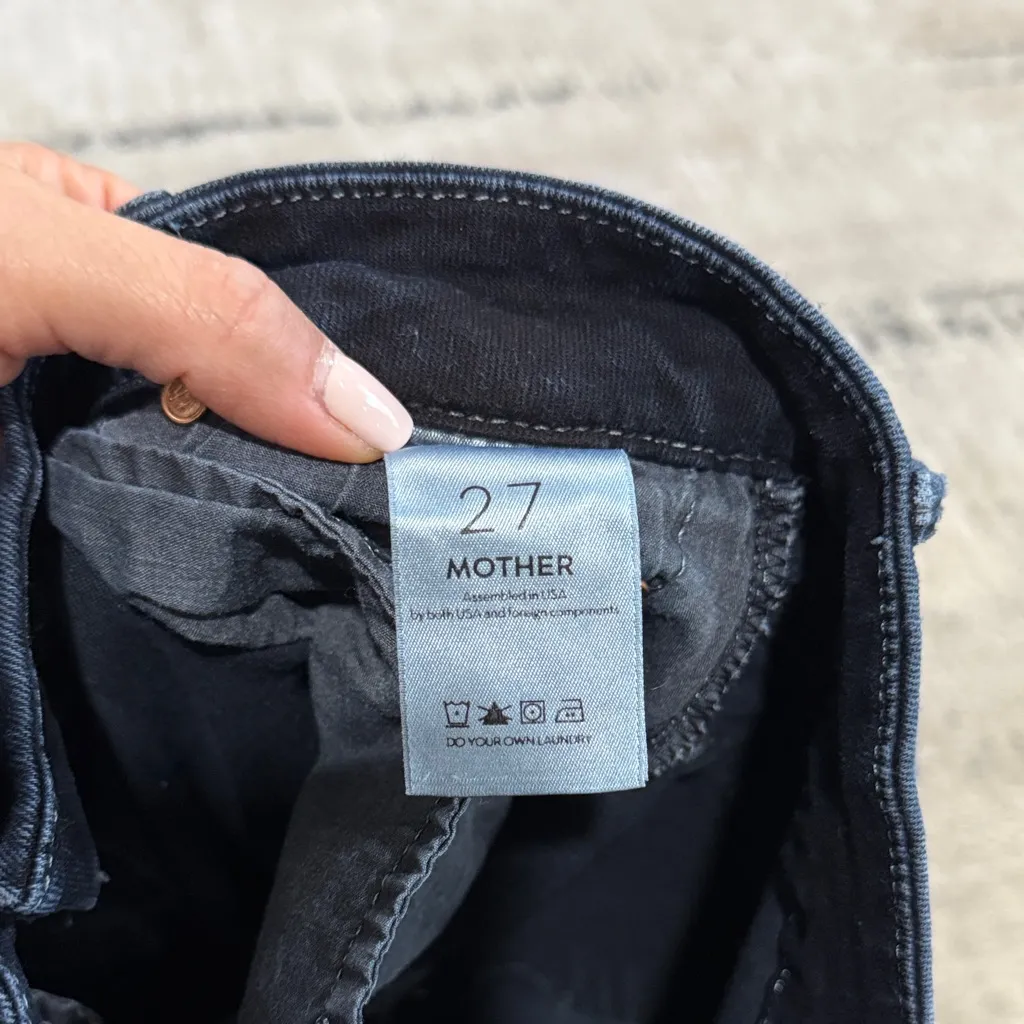 27
MOTHER
Assembled in USA
by both USA and foreign components
DO YOUR OWN LAUNDRY